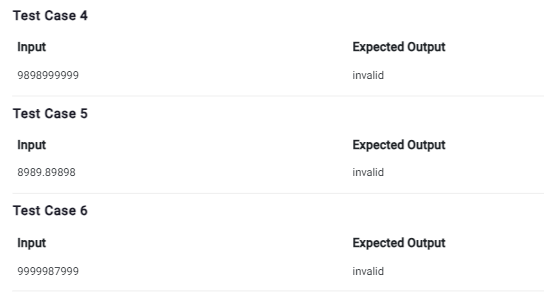 Test Case 4
Input Expected Output
9898999999 invalid
Test Case 5
Input Expected Output
8989.89898 invalid
Test Case 6
Input Expected Output
9999987999 invalid